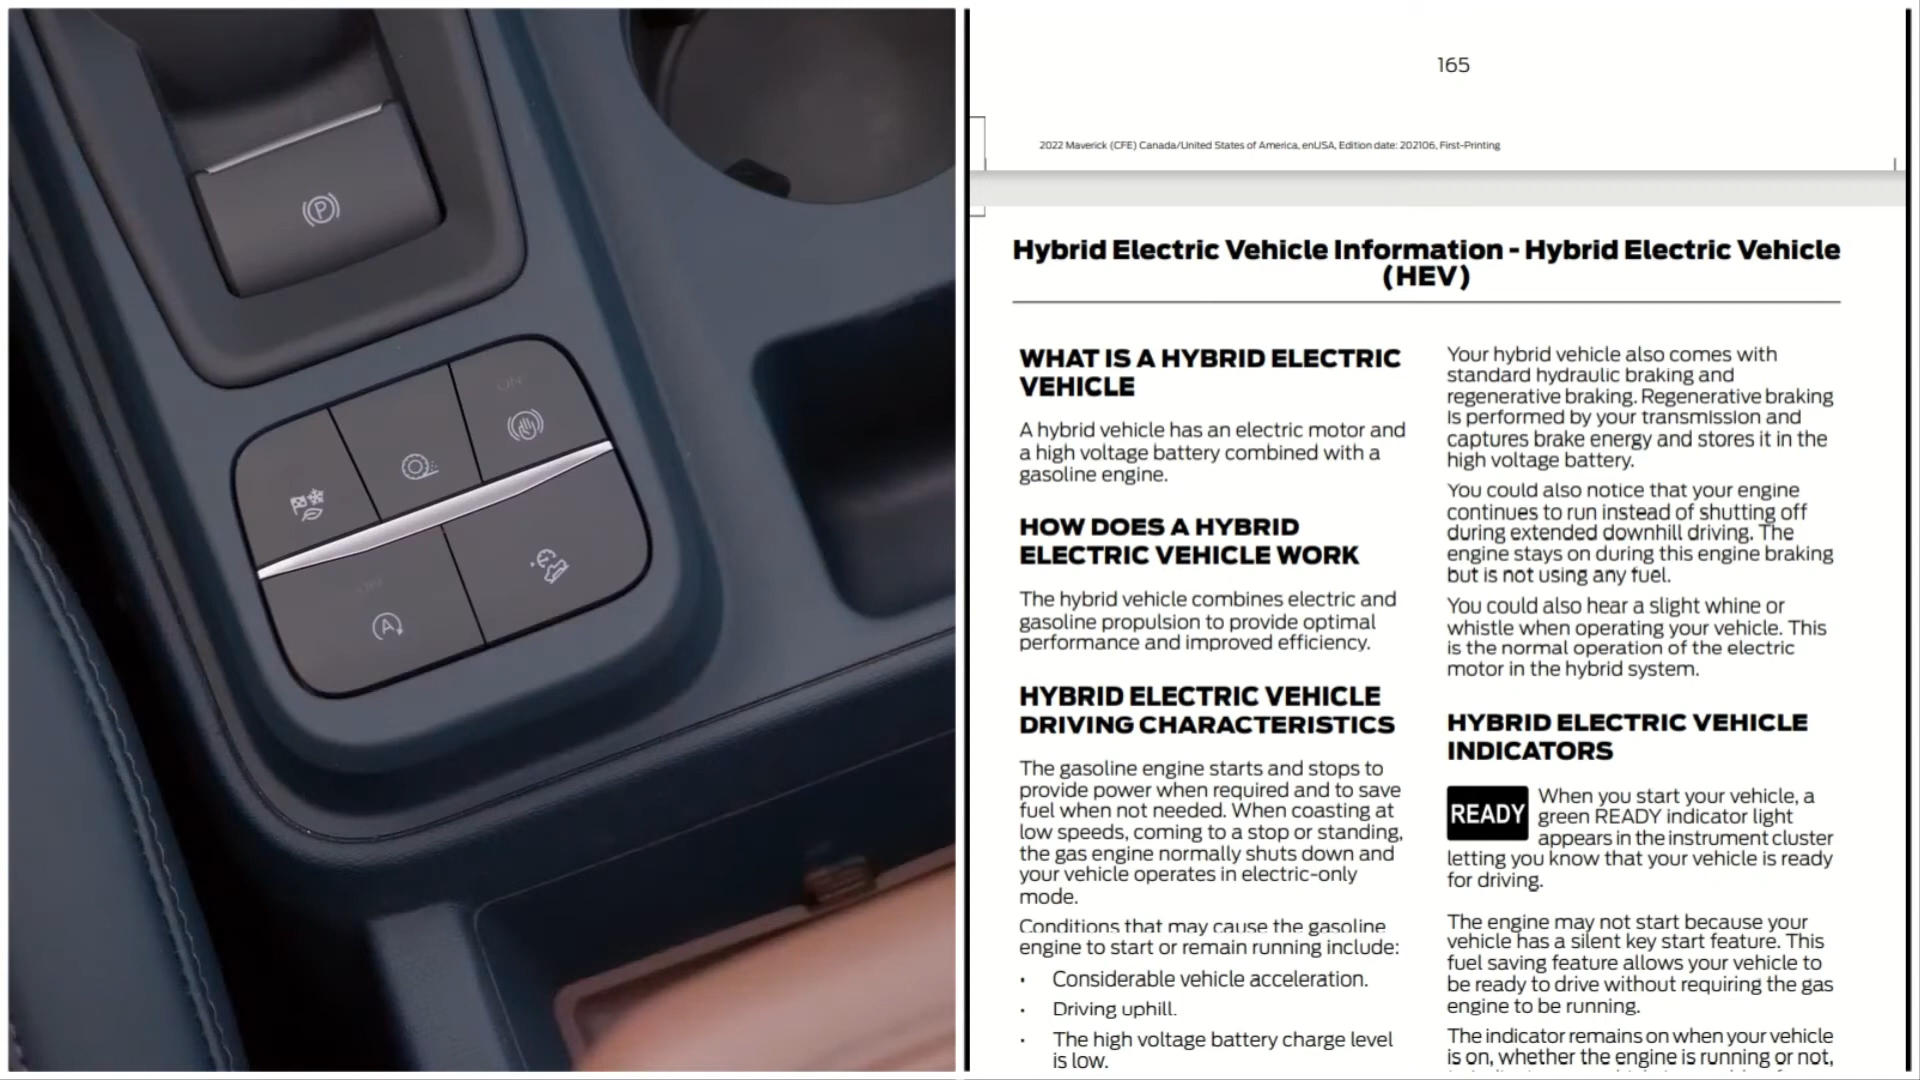 P
ON
A
165
2022 Maverick (CFE) Canada/United States of America, enUSA, Edition date: 202106, First-Printing
Hybrid Electric Vehicle Information - Hybrid Electric Vehicle
(HEV)
WHAT IS A HYBRID ELECTRIC
VEHICLE
A hybrid vehicle has an electric motor and
a high voltage battery combined with a
gasoline engine.
HOW DOES A HYBRID
ELECTRIC VEHICLE WORK
The hybrid vehicle combines electric and
gasoline propulsion to provide optimal
performance and improved efficiency.
HYBRID ELECTRIC VEHICLE
DRIVING CHARACTERISTICS
The gasoline engine starts and stops to
provide power when required and to save
fuel when not needed. When coasting at
low speeds, coming to a stop or standing,
the gas engine normally shuts down and
your vehicle operates in electric-only
mode.
Conditions that may cause the gasoline
engine to start or remain running include:
· Considerable vehicle acceleration.
· Driving uphill.
· The high voltage battery charge level
is low.
Your hybrid vehicle also comes with
standard hydraulic braking and
regenerative braking. Regenerative braking
is performed by your transmission and
captures brake energy and stores it in the
high voltage battery.
You could also notice that your engine
continues to run instead of shutting off
during extended downhill driving. The
engine stays on during this engine braking
but is not using any fuel.
You could also hear a slight whine or
whistle when operating your vehicle. This
is the normal operation of the electric
motor in the hybrid system.
HYBRID ELECTRIC VEHICLE
INDICATORS
READY When you start your vehicle, a
green READY indicator light
appears in the instrument cluster
letting you know that your vehicle is ready
for driving.
The engine may not start because your
vehicle has a silent key start feature. This
fuel saving feature allows your vehicle to
be ready to drive without requiring the gas
engine to be running.
The indicator remains on when your vehicle
is on, whether the engine is running or not,